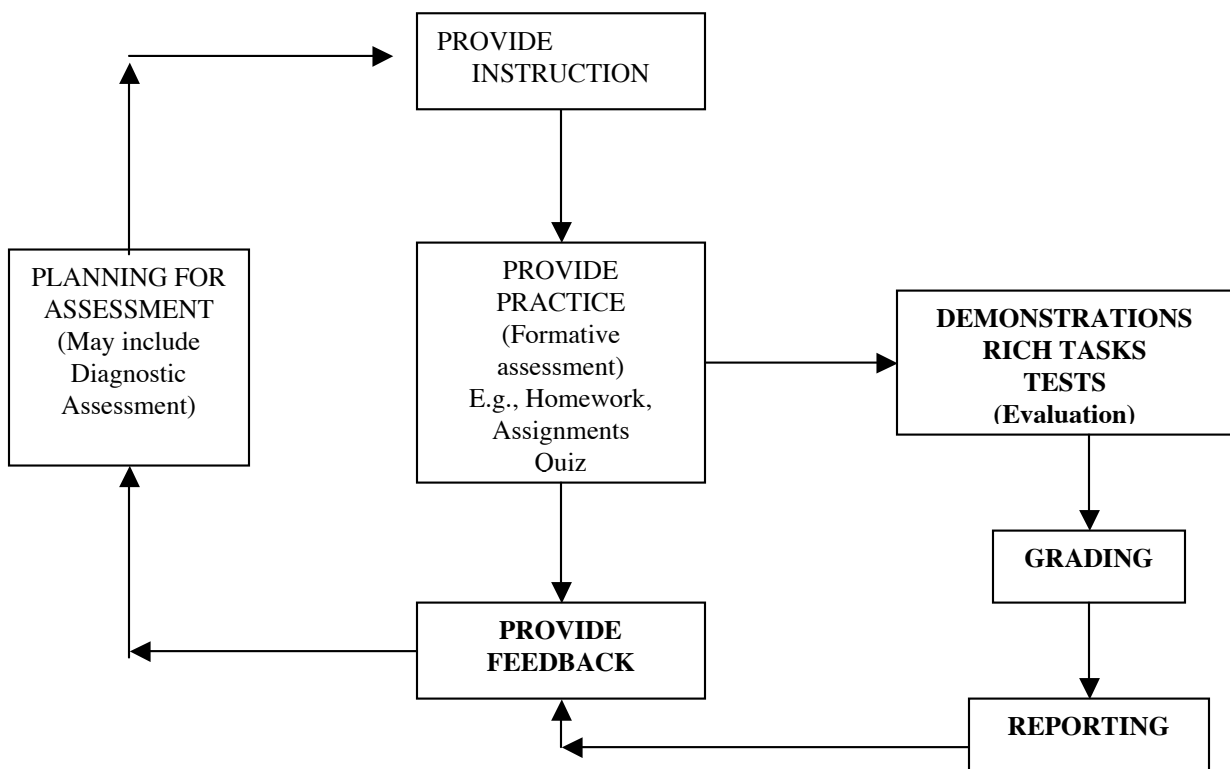 PROVIDE
INSTRUCTION
PLANNING FOR
ASSESSMENT
(May include
Diagnostic
Assessment)
PROVIDE
PRACTICE
(Formative
assessment)
E.g., Homework,
Assignments
Quiz
DEMONSTRATIONS
RICH TASKS
TESTS
(Evaluation)
GRADING
PROVIDE
FEEDBACK
REPORTING